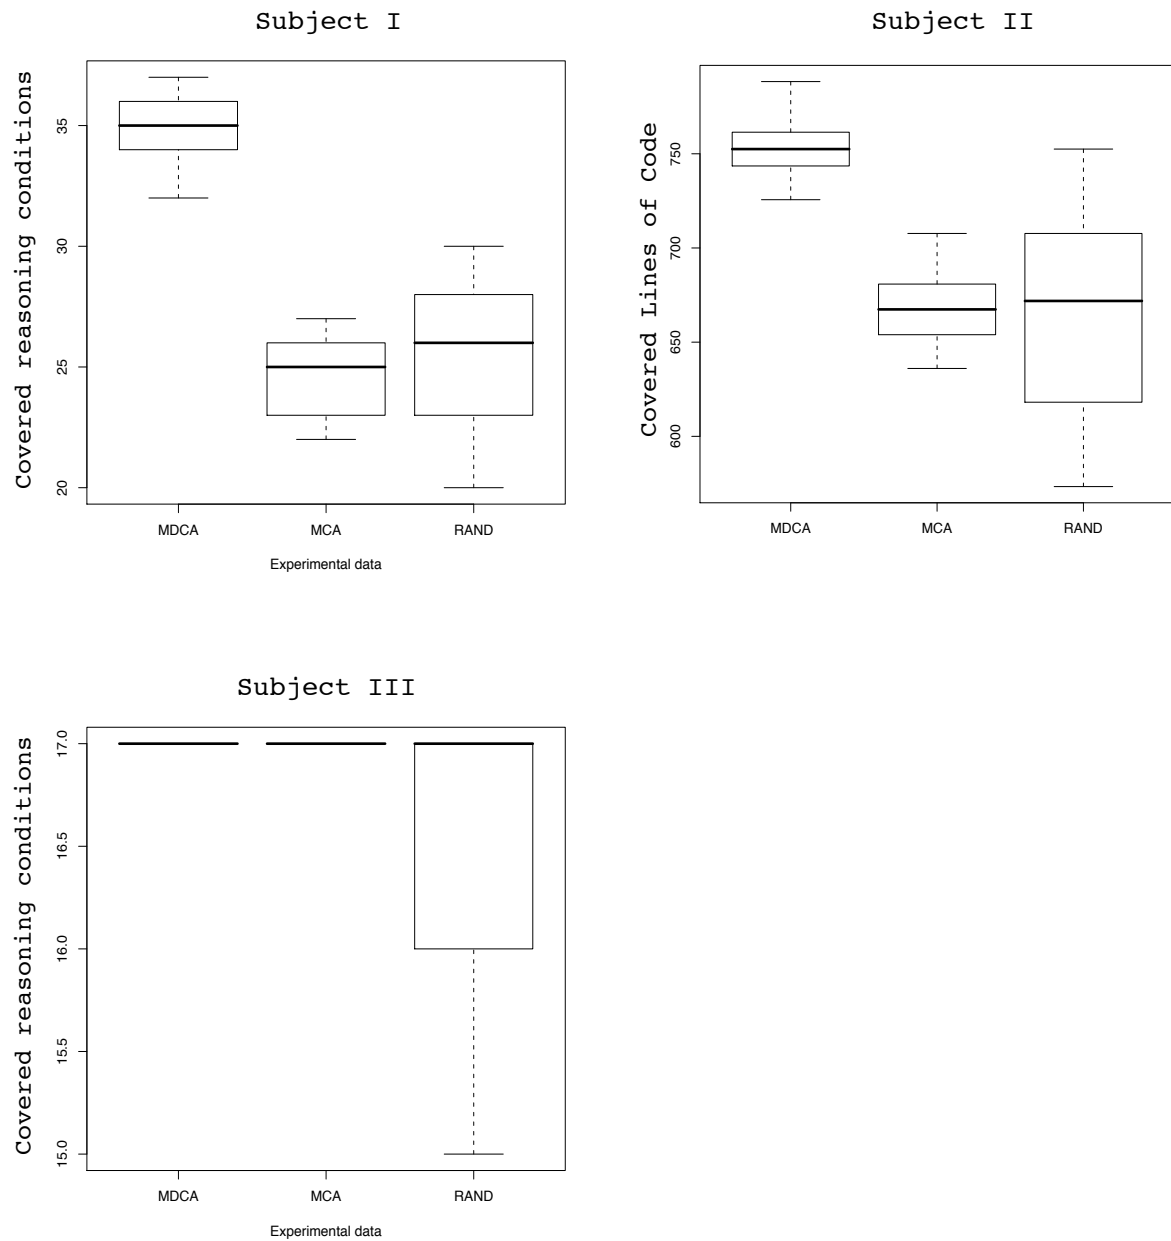 Subject I
Covered reasoning conditions
35
30
25
20
MDCA
MCA
RAND
Experimental data
Subject II
Covered Lines of Code
750
700
650
600
MDCA
MCA
RAND
Subject III
Covered reasoning conditions
17.0
16.5
16.0
15.5
15.0
MDCA
MCA
RAND
Experimental data